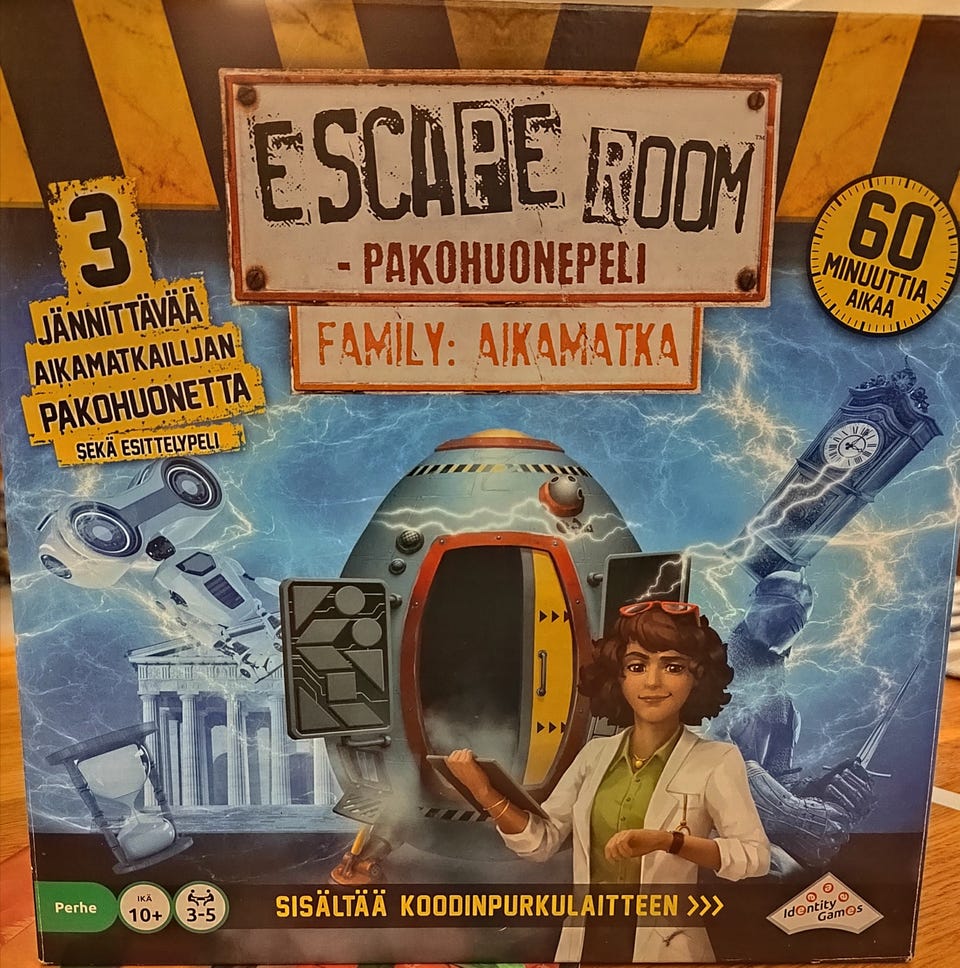 ESCAPE ROOM™
- PAKOHUONEPELI
FAMILY: AIKAMATKA
3
JÄNNITTÄVÄÄ
AIKAMATKAILIJAN
PAKOHUONETTA
SEKÄ ESITTELYPELI
60
MINUUTTIA
AIKAA
Perhe
IKÄ
10+
3-5
SISÄLTÄÄ KOODINPURKULAITTEEN >>>
Identity
Games